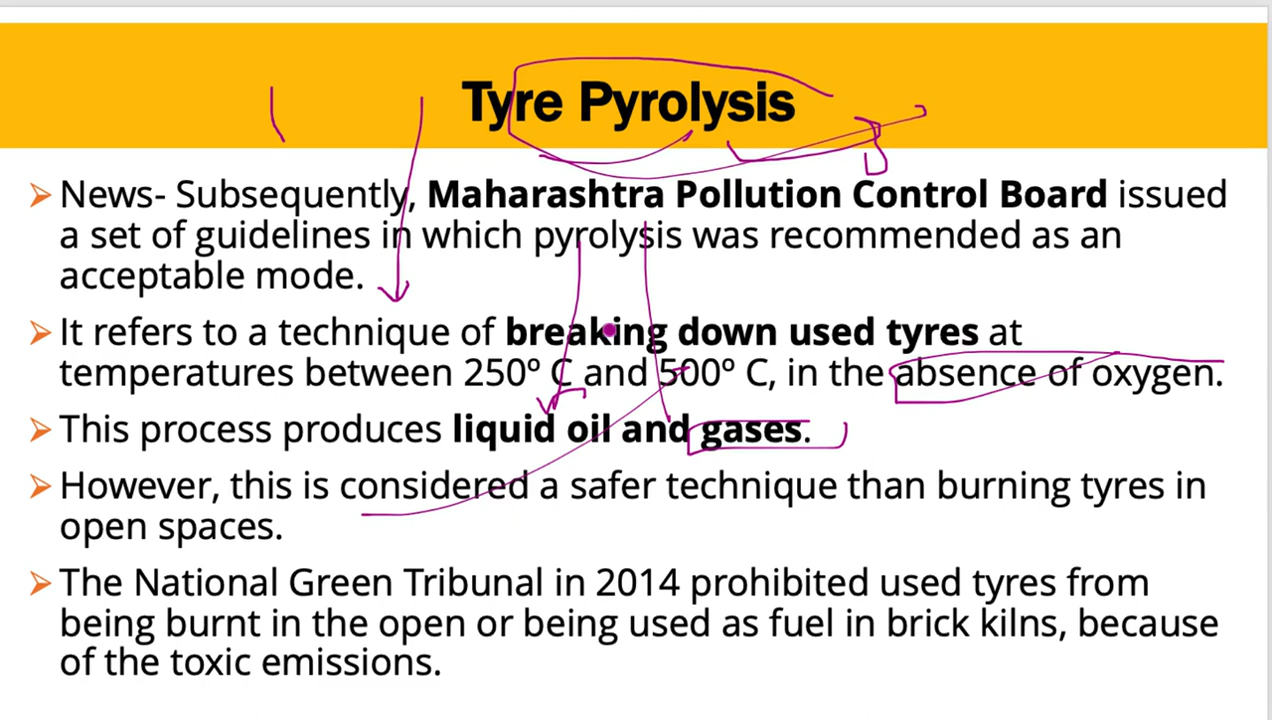 Tyre Pyrolysis
News- Subsequently, Maharashtra Pollution Control Board issued
a set of guidelines in which pyrolysis was recommended as an
acceptable mode.
It refers to a technique of breaking down used tyres at
temperatures between 250º C and 500º C, in the absence of oxygen.
This process produces liquid oil and gases.
However, this is considered a safer technique than burning tyres in
open spaces.
The National Green Tribunal in 2014 prohibited used tyres from
being burnt in the open or being used as fuel in brick kilns, because
of the toxic emissions.